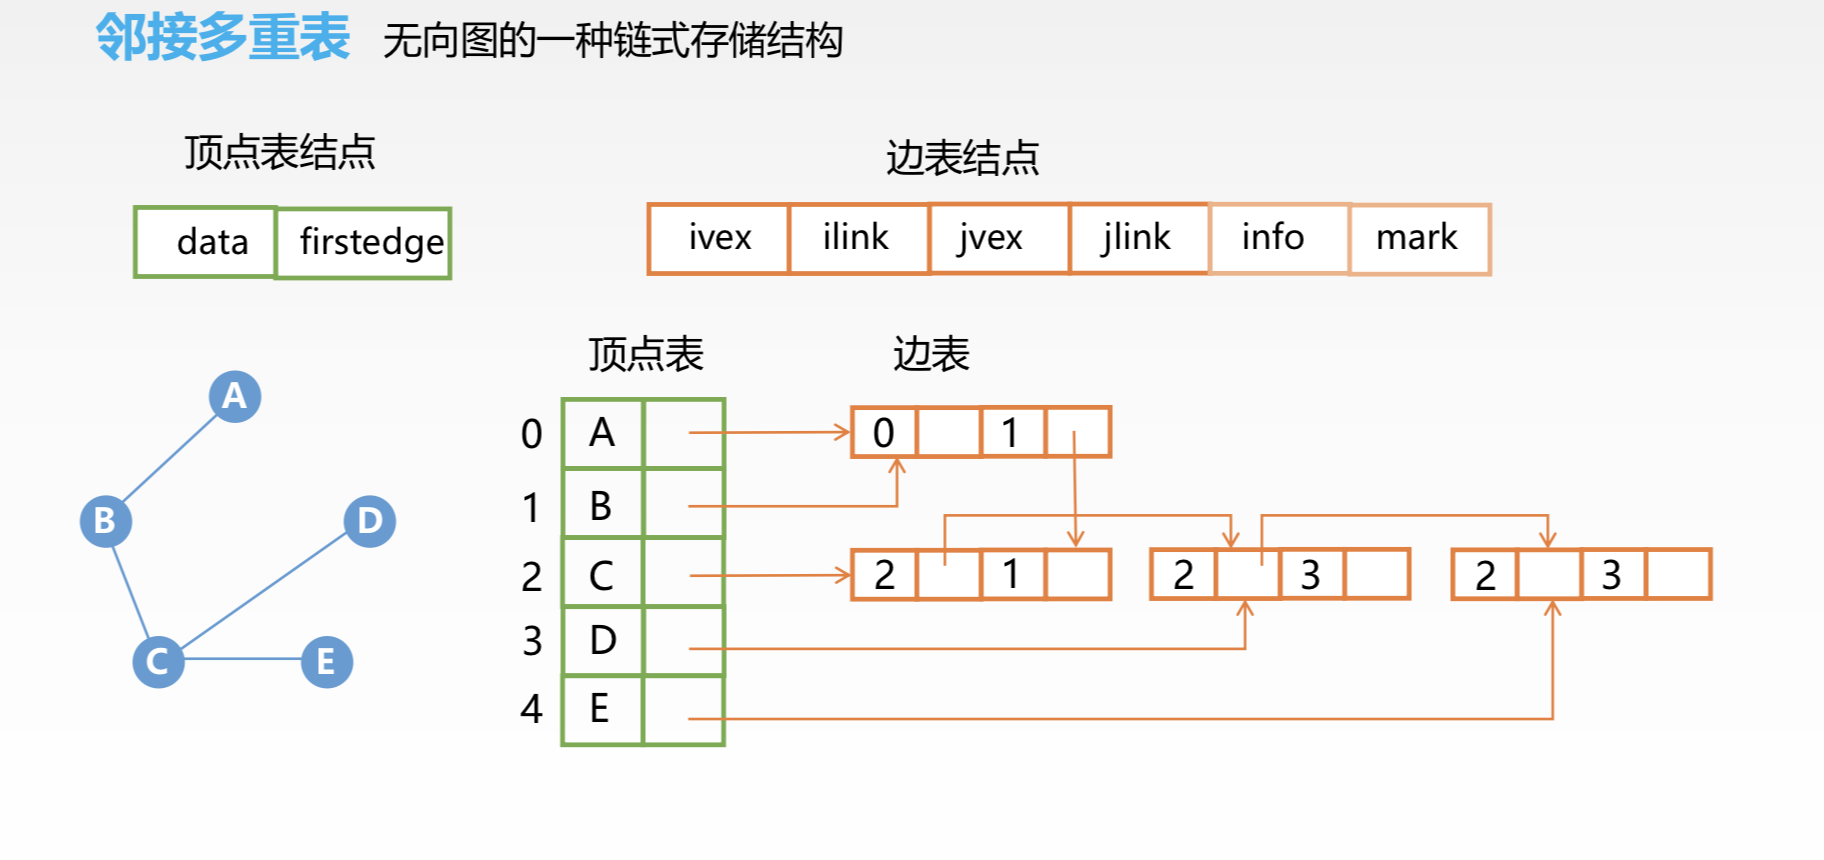 邻接多重表 无向图的一种链式存储结构
顶点表结点
边表结点
data firstedge
ivex ilink jvex jlink info mark
顶点表 边表
A
B
D
C
E
0 A 0 1
1 B
2 C 2 1 2 3 2 3
3 D
4 E